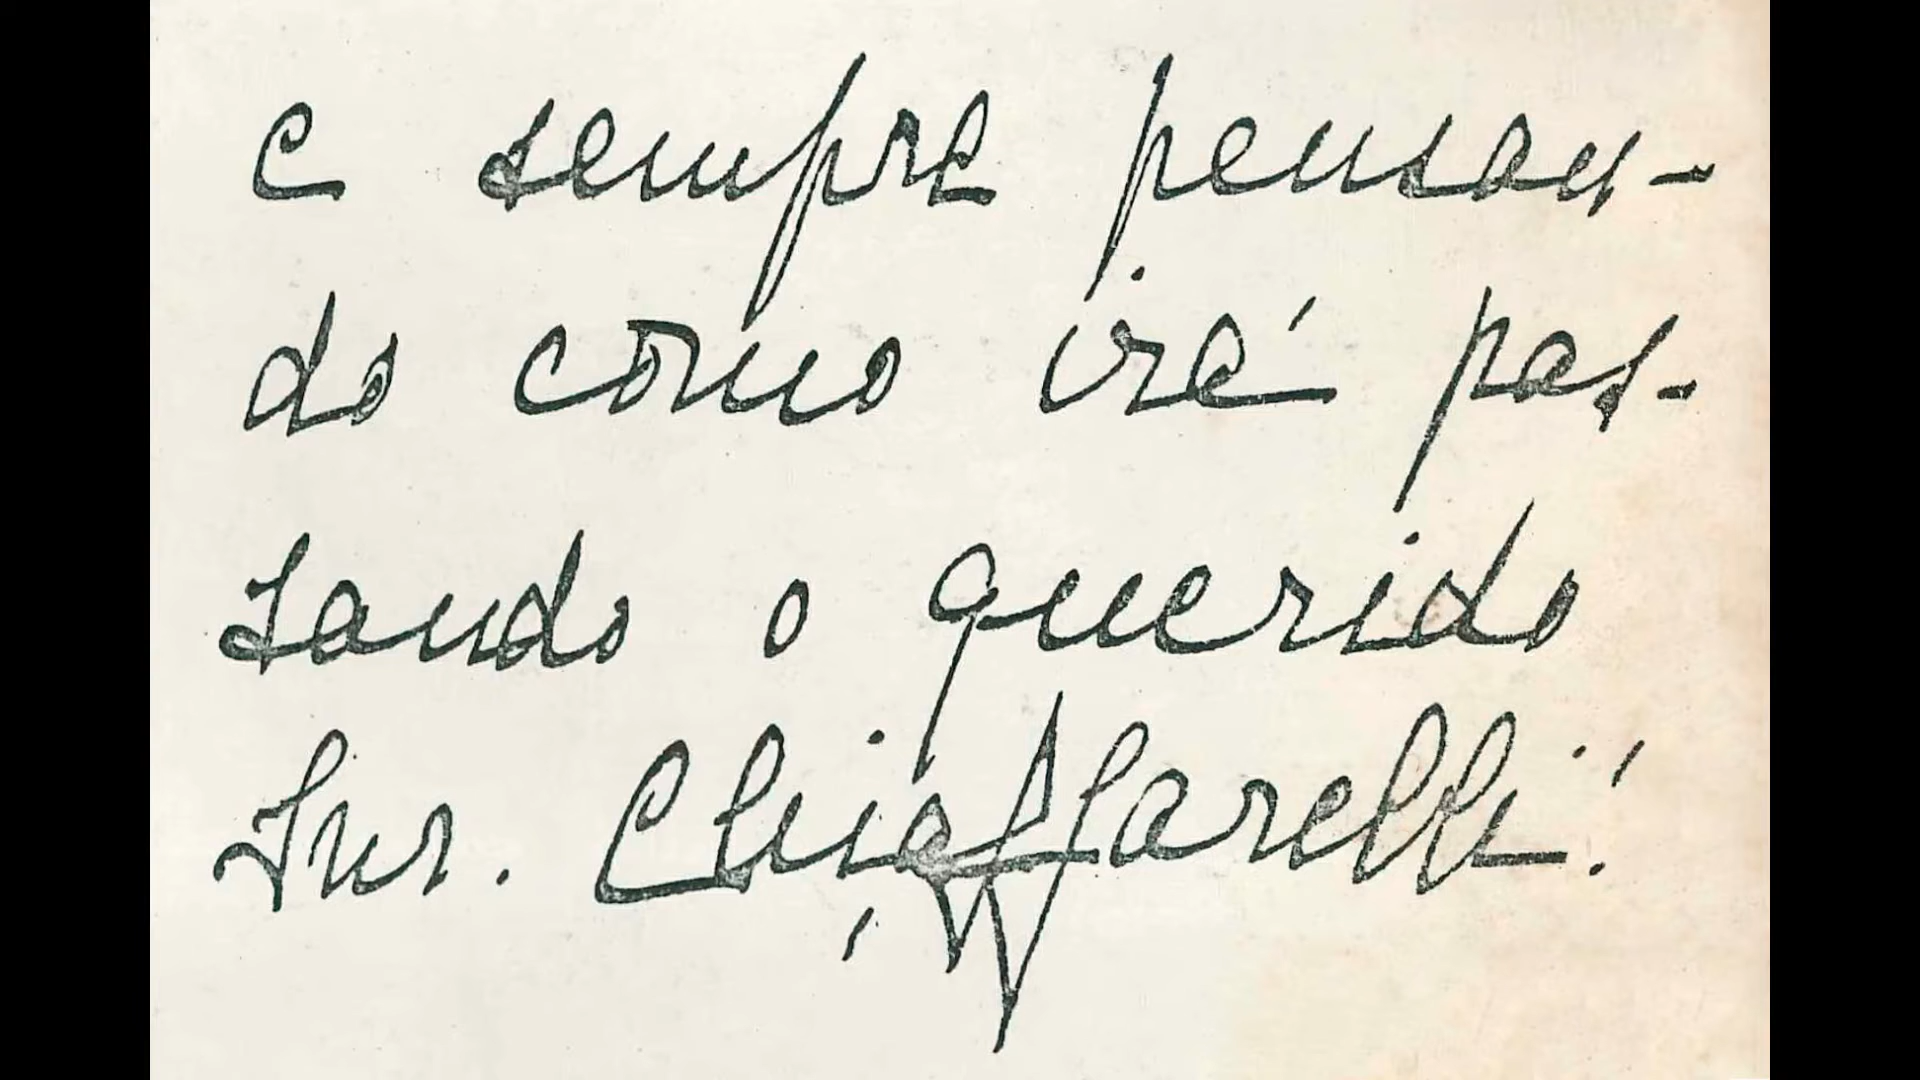 e sempre pensan-
do como irá pas-
sando o querido
Snr. Chiaffarelli!